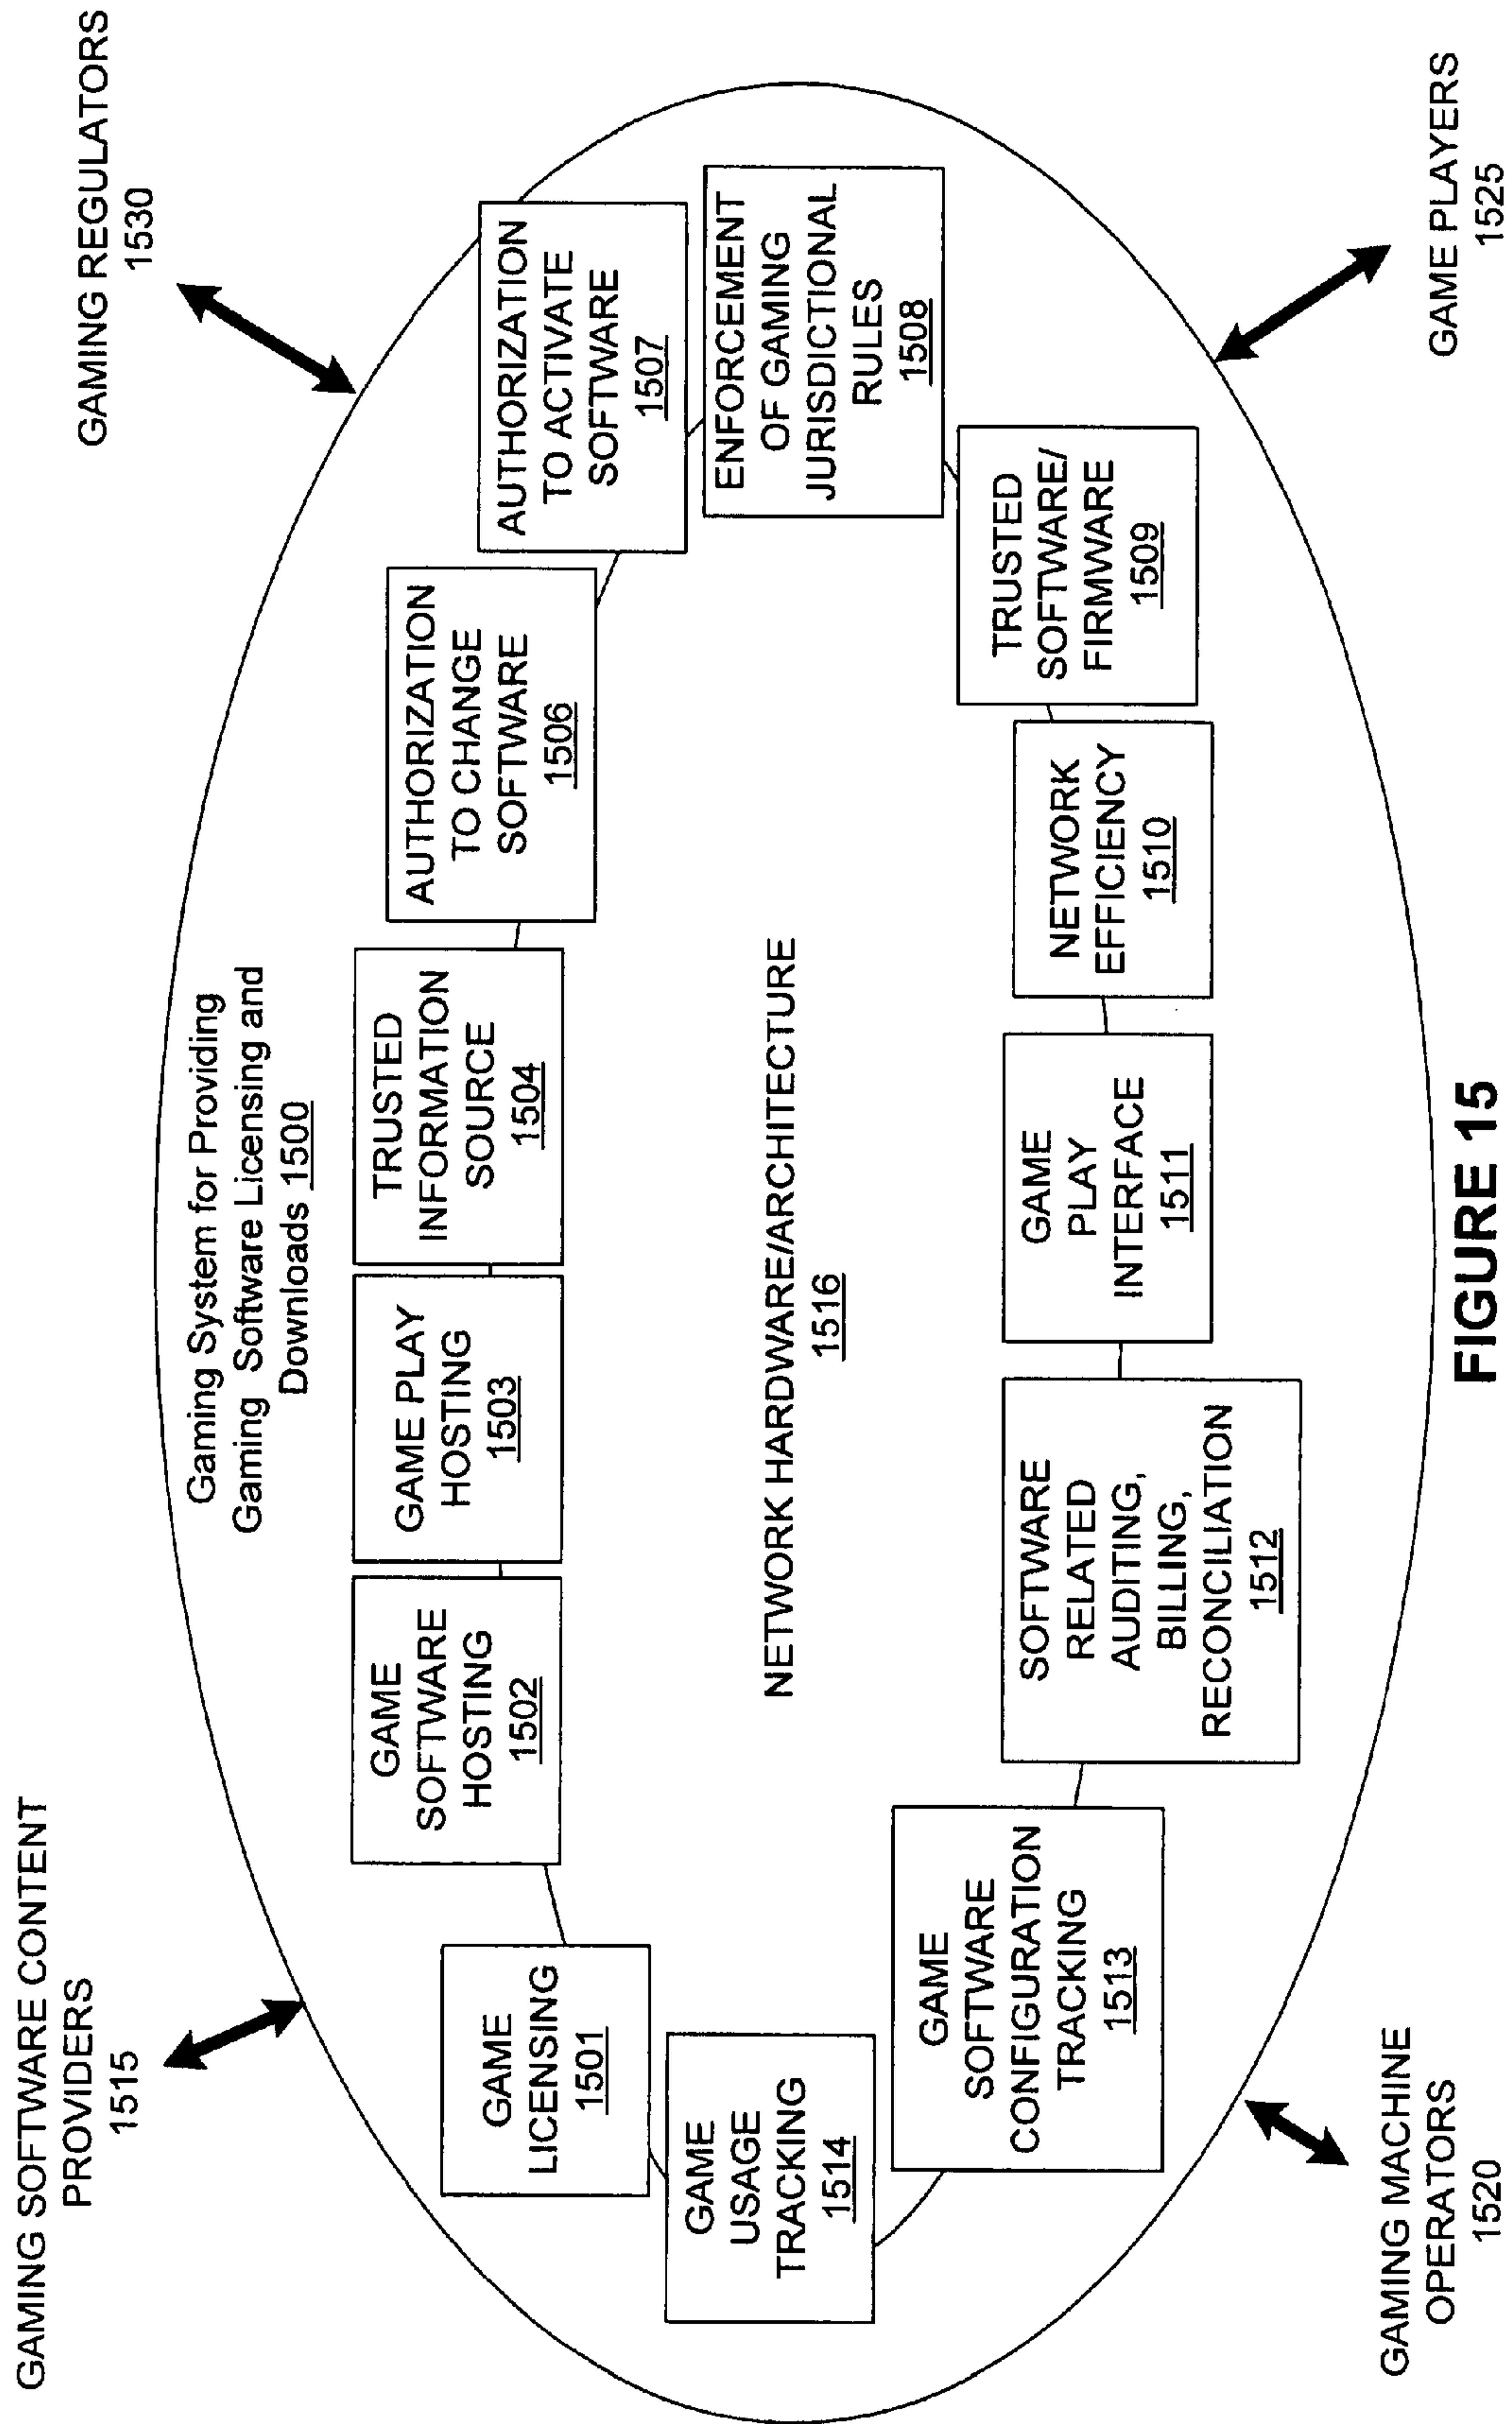 GAMING SOFTWARE CONTENT
PROVIDERS
1515
GAMING REGULATORS
1530
Gaming System for Providing
Gaming Software Licensing and
Downloads 1500
GAME
LICENSING
1501
GAME
SOFTWARE
HOSTING
1502
GAME PLAY
HOSTING
1503
TRUSTED
INFORMATION
SOURCE
1504
AUTHORIZATION
TO CHANGE
SOFTWARE
1506
AUTHORIZATION
TO ACTIVATE
SOFTWARE
1507
ENFORCEMENT
OF GAMING
JURISDICTIONAL
RULES
1508
TRUSTED
SOFTWARE/
FIRMWARE
1509
NETWORK
EFFICIENCY
1510
GAME
PLAY
INTERFACE
1511
SOFTWARE
RELATED
AUDITING,
BILLING,
RECONCILIATION
1512
GAME
SOFTWARE
CONFIGURATION
TRACKING
1513
GAME
USAGE
TRACKING
1514
NETWORK HARDWARE/ARCHITECTURE
1516
GAMING MACHINE
OPERATORS
1520
GAME PLAYERS
1525
FIGURE 15